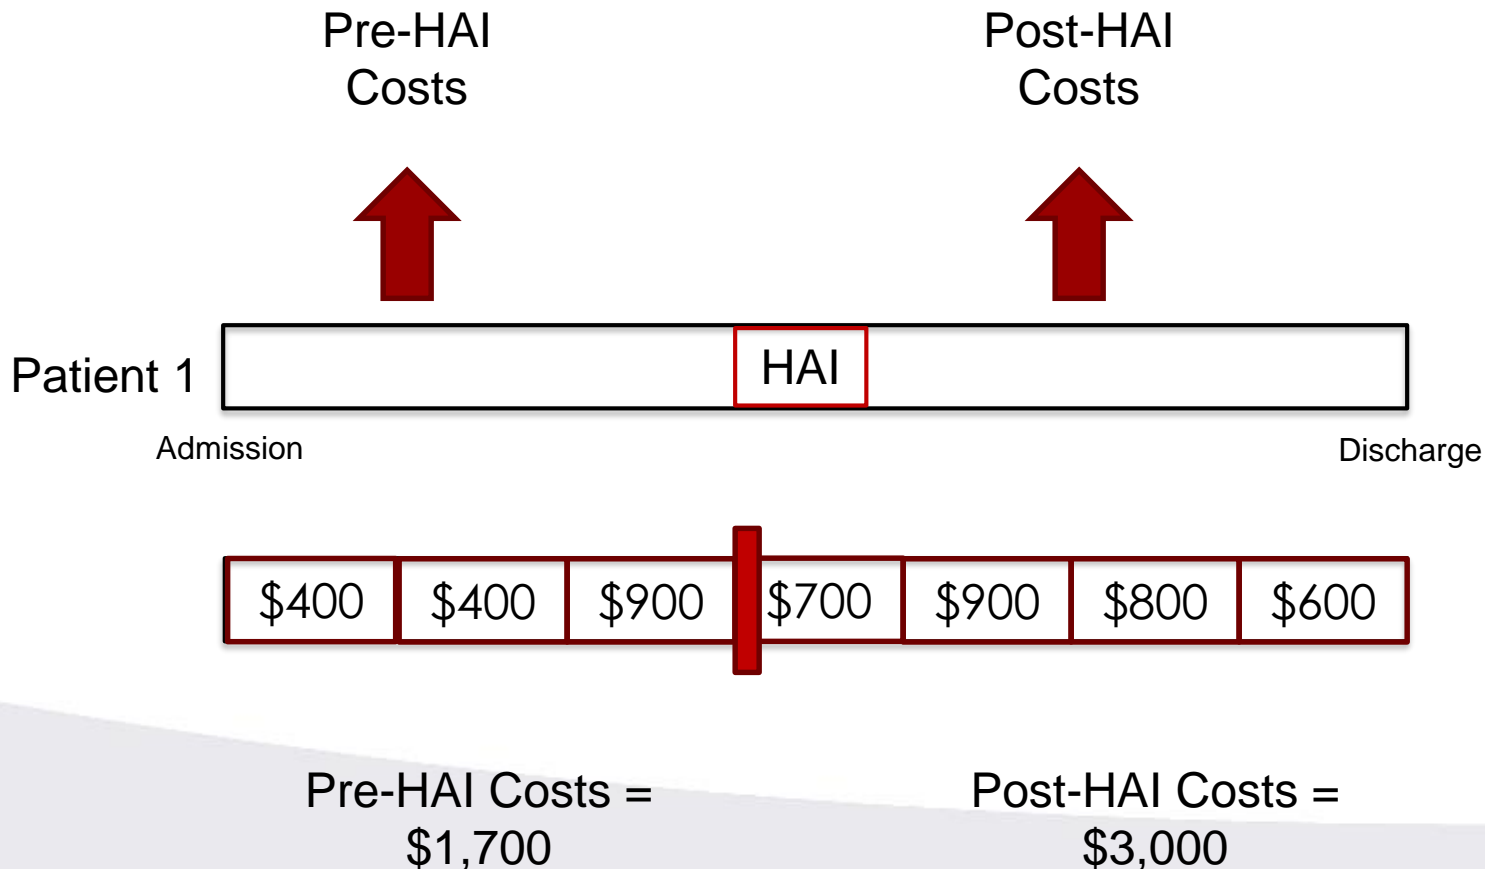 Pre-HAI
Costs
Post-HAI
Costs
Patient 1
HAI
Admission
Discharge
$400 $400 $900 $700 $900 $800 $600
Pre-HAI Costs =
$1,700
Post-HAI Costs =
$3,000